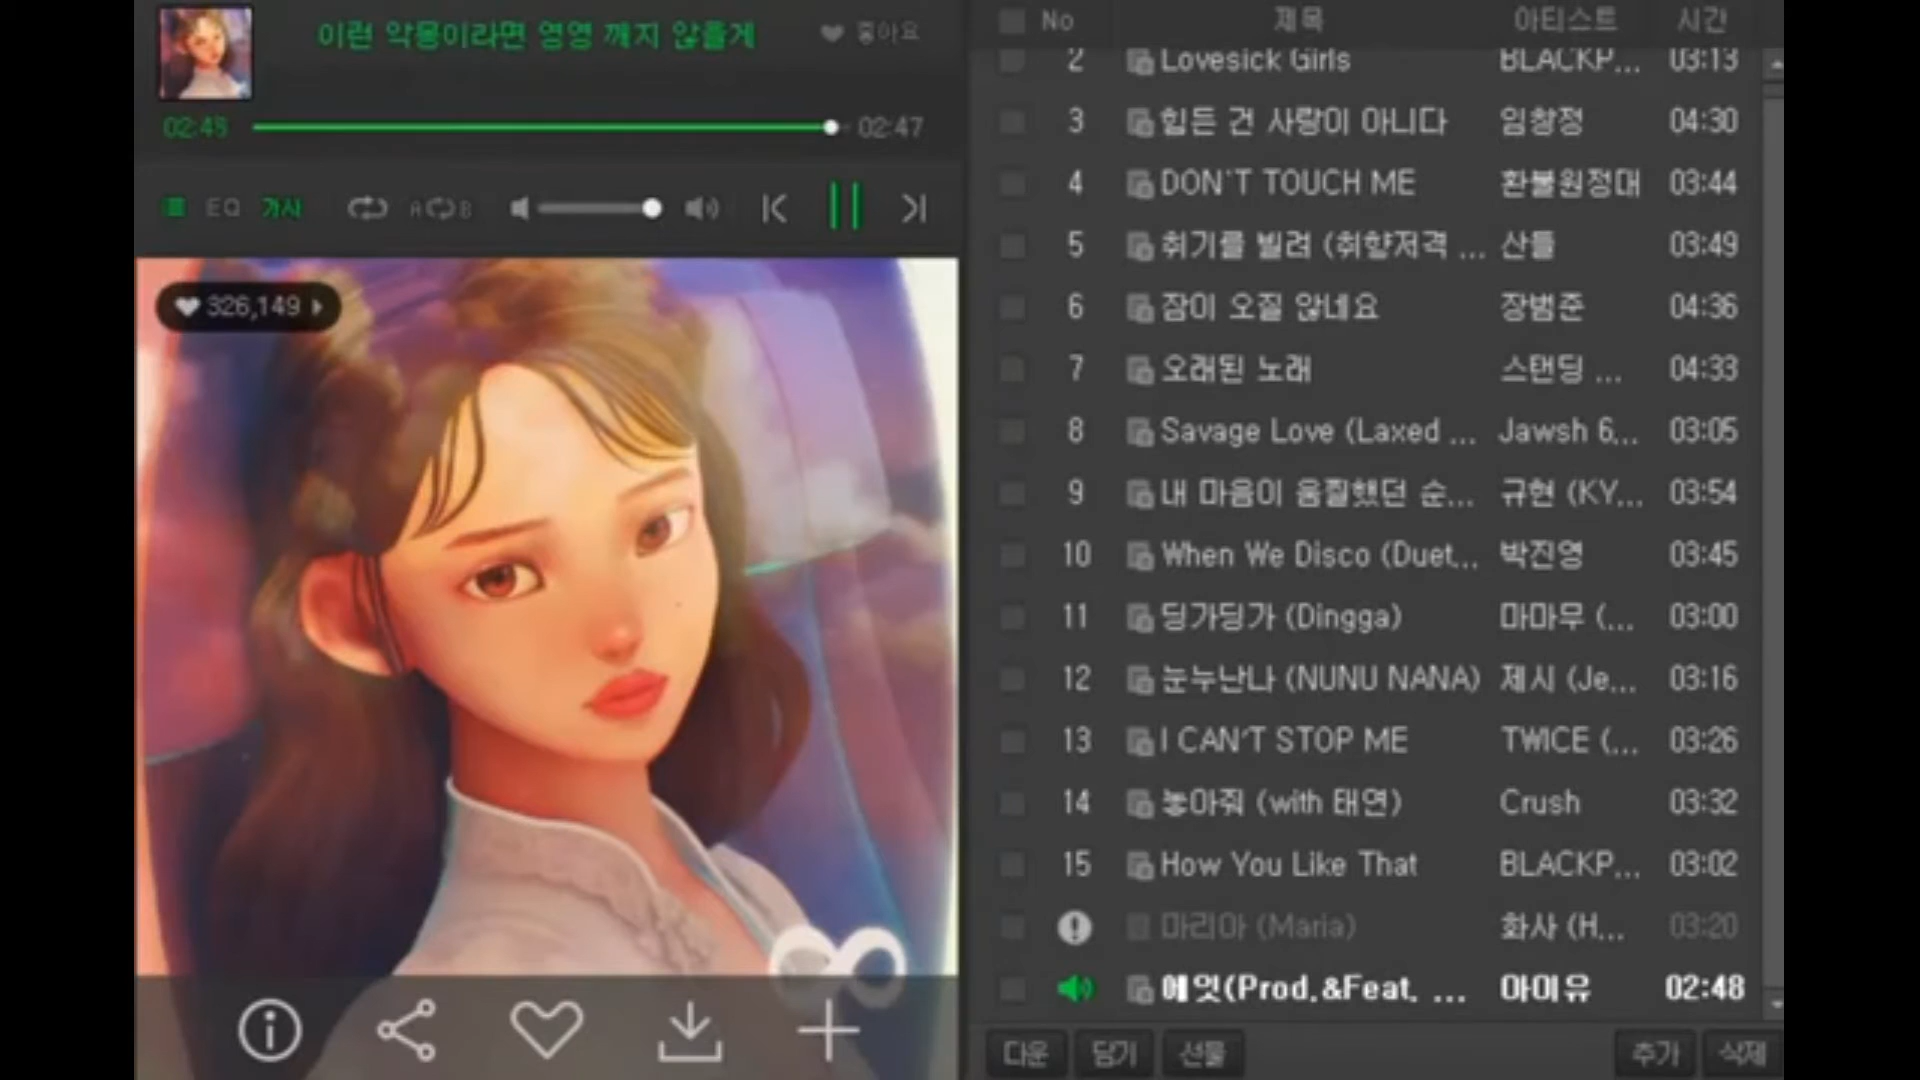 이런 악몽이라면 영영 깨지 않을게
좋아요
02:48
02:47
EQ 가사 A B
326,149
No 제목 아티스트 시간
2 Lovesick Girls BLACKP... 03:13
3 힘든 건 사랑이 아니다 임창정 04:30
4 DON'T TOUCH ME 환불원정대 03:44
5 취기를 빌려 (취향저격 ... 산들 03:49
6 잠이 오질 않네요 장범준 04:36
7 오래된 노래 스탠딩 ... 04:33
8 Savage Love (Laxed ... Jawsh 6... 03:05
9 내 마음이 움찔했던 순... 규현 (KY... 03:54
10 When We Disco (Duet... 박진영 03:45
11 딩가딩가 (Dingga) 마마무 (... 03:00
12 눈누난나 (NUNU NANA) 제시 (Je... 03:16
13 I CAN'T STOP ME TWICE (... 03:26
14 놓아줘 (with 태연) Crush 03:32
15 How You Like That BLACKP... 03:02
마리아 (Maria) 화사 (H... 03:20
에잇(Prod.&Feat. ... 아이유 02:48
다운 담기 선물 추가 삭제